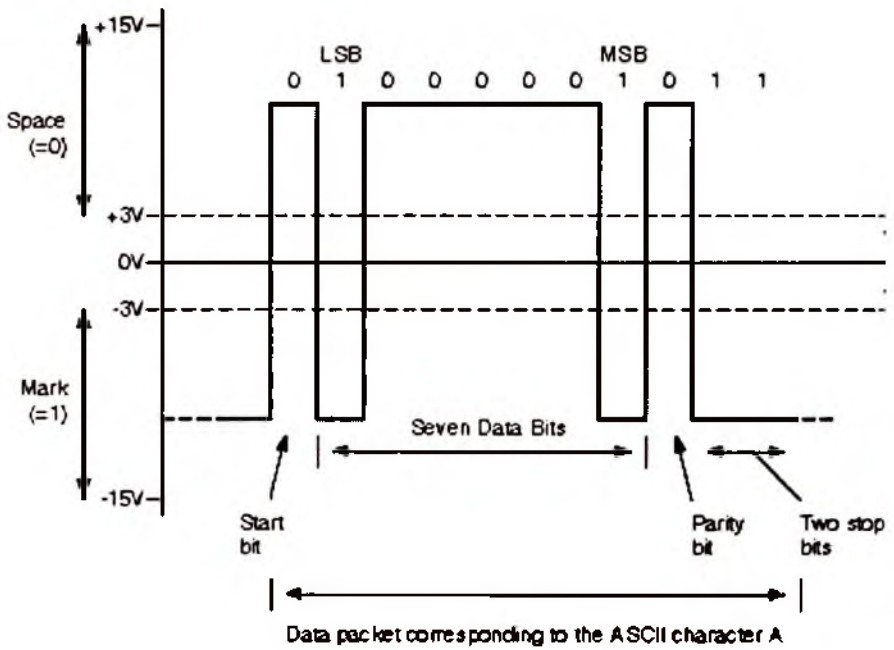 +15V
LSB MSB
0 1 0 0 0 0 0 1 0 1 1
Space
(=0)
+3V
0V
-3V
Mark
(=1)
Seven Data Bits
-15V
Start
bit
Parity
bit
Two stop
bits
Data packet corresponding to the ASCII character A